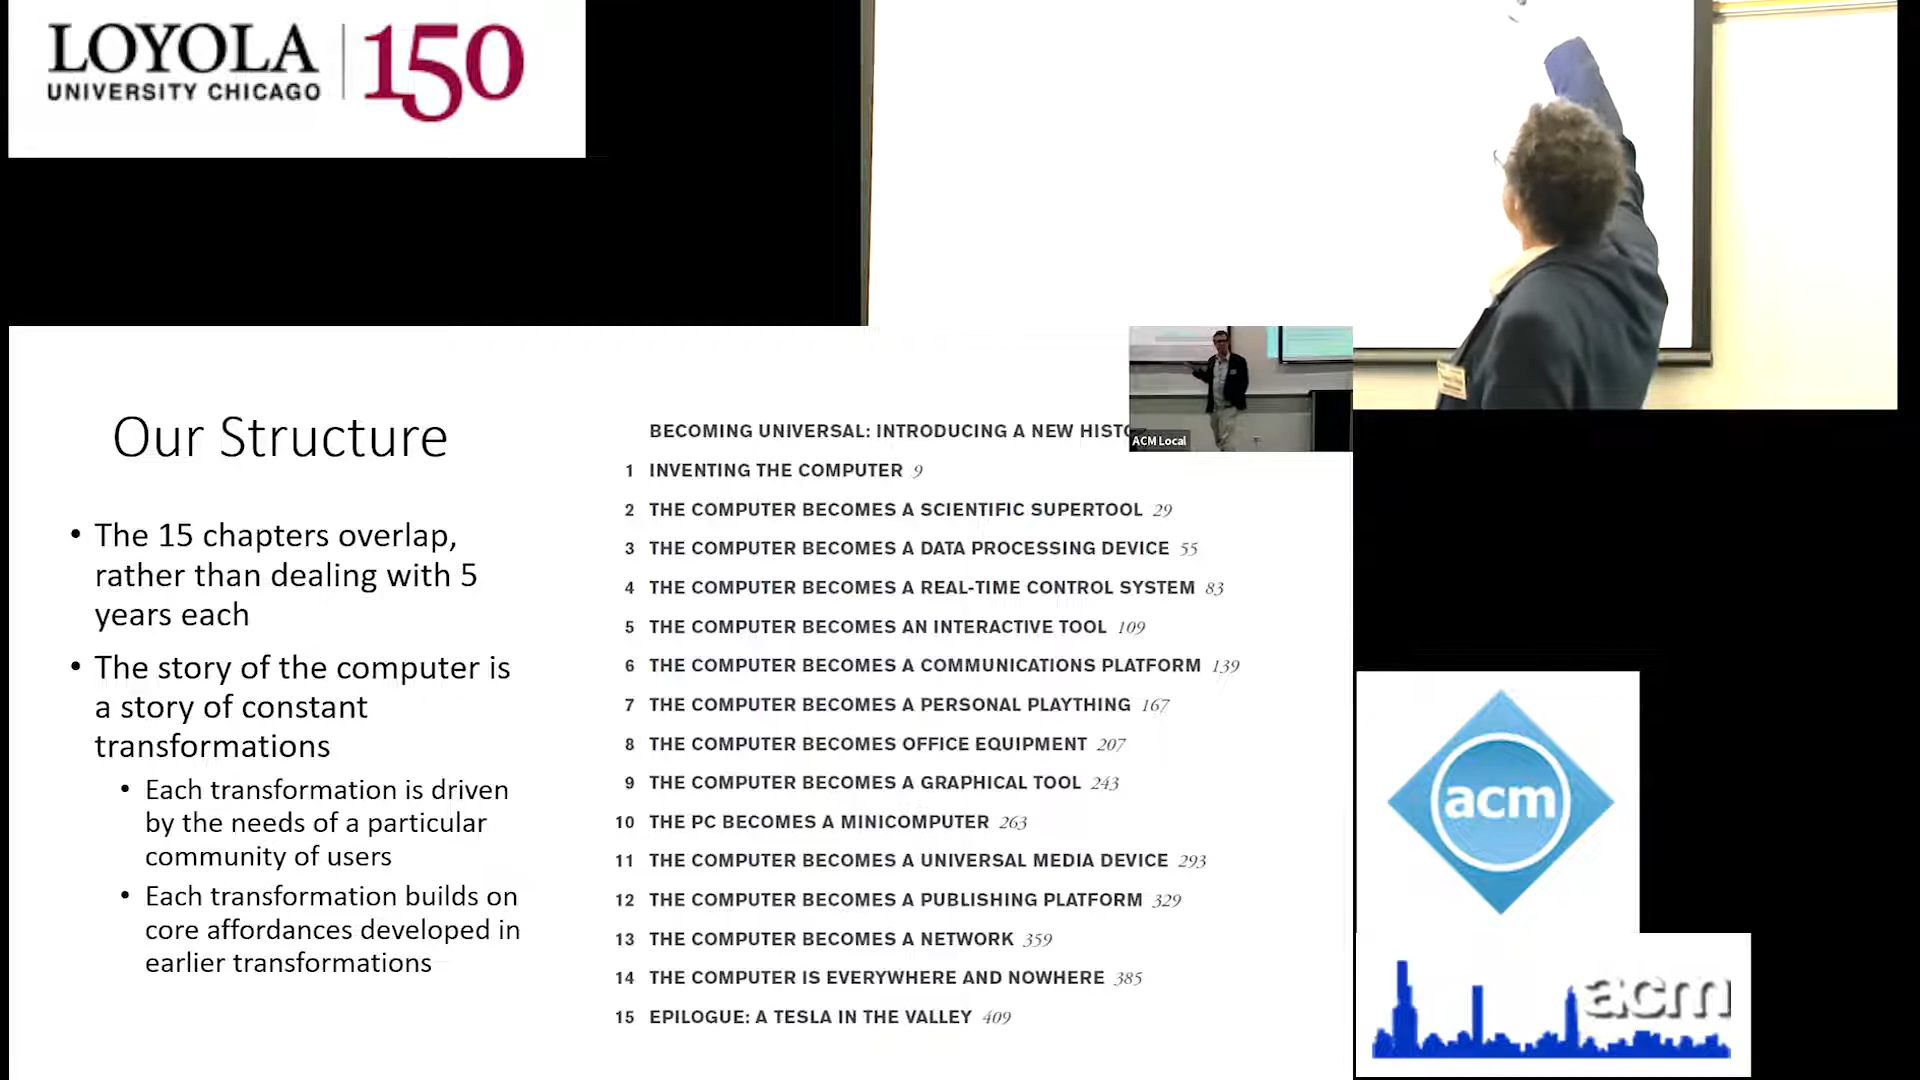 LOYOLA
UNIVERSITY CHICAGO
150
Our Structure
• The 15 chapters overlap,
rather than dealing with 5
years each
• The story of the computer is
a story of constant
transformations
• Each transformation is driven
by the needs of a particular
community of users
• Each transformation builds on
core affordances developed in
earlier transformations
BECOMING UNIVERSAL: INTRODUCING A NEW
1 INVENTING THE COMPUTER 9
2 THE COMPUTER BECOMES A SCIENTIFIC SUPERTOOL 29
3 THE COMPUTER BECOMES A DATA PROCESSING DEVICE 55
4 THE COMPUTER BECOMES A REAL-TIME CONTROL SYSTEM 83
5 THE COMPUTER BECOMES AN INTERACTIVE TOOL 109
6 THE COMPUTER BECOMES A COMMUNICATIONS PLATFORM 139
7 THE COMPUTER BECOMES A PERSONAL PLAYTHING 167
8 THE COMPUTER BECOMES OFFICE EQUIPMENT 207
9 THE COMPUTER BECOMES A GRAPHICAL TOOL 243
10 THE PC BECOMES A MINICOMPUTER 263
11 THE COMPUTER BECOMES A UNIVERSAL MEDIA DEVICE 293
12 THE COMPUTER BECOMES A PUBLISHING PLATFORM 329
13 THE COMPUTER BECOMES A NETWORK 359
14 THE COMPUTER IS EVERYWHERE AND NOWHERE 385
15 EPILOGUE: A TESLA IN THE VALLEY 409
ACM Local
acm
acm